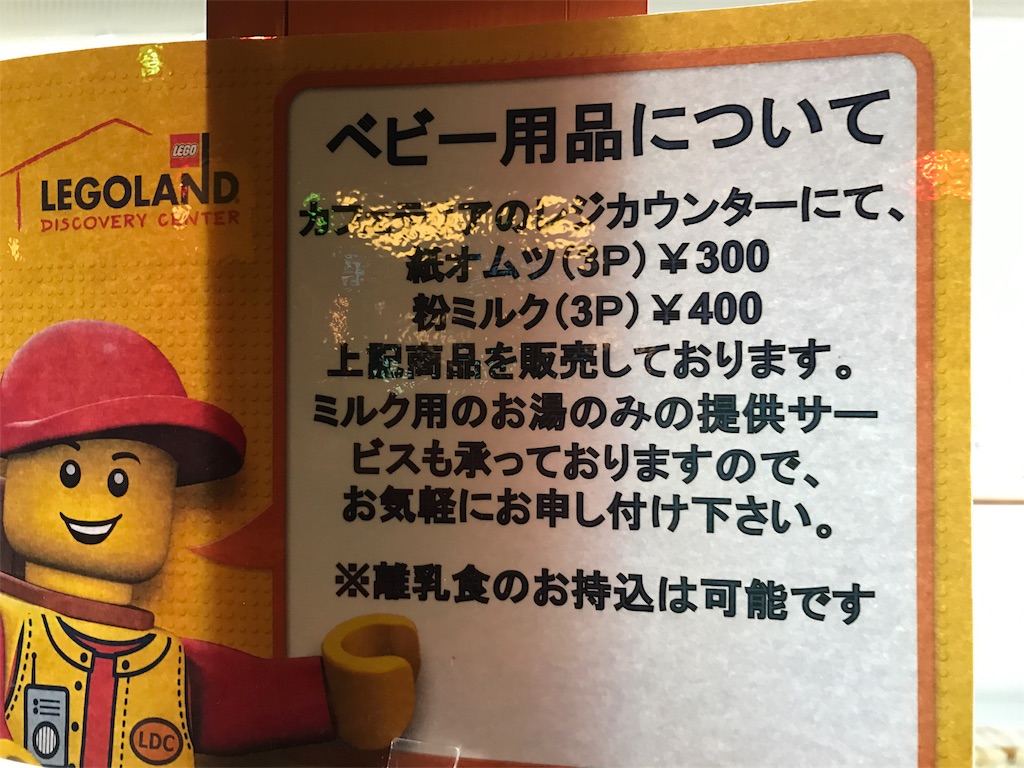 LEGO
LEGOLAND
DISCOVERY CENTER
ベビー用品について
カフェテリアのレジカウンターにて、
紙オムツ(3P)¥300
粉ミルク(3P)¥400
上記商品を販売しております。
ミルク用のお湯のみの提供サー
ビスも承っておりますので、
お気軽にお申し付け下さい。
※離乳食のお持込は可能です
LDC